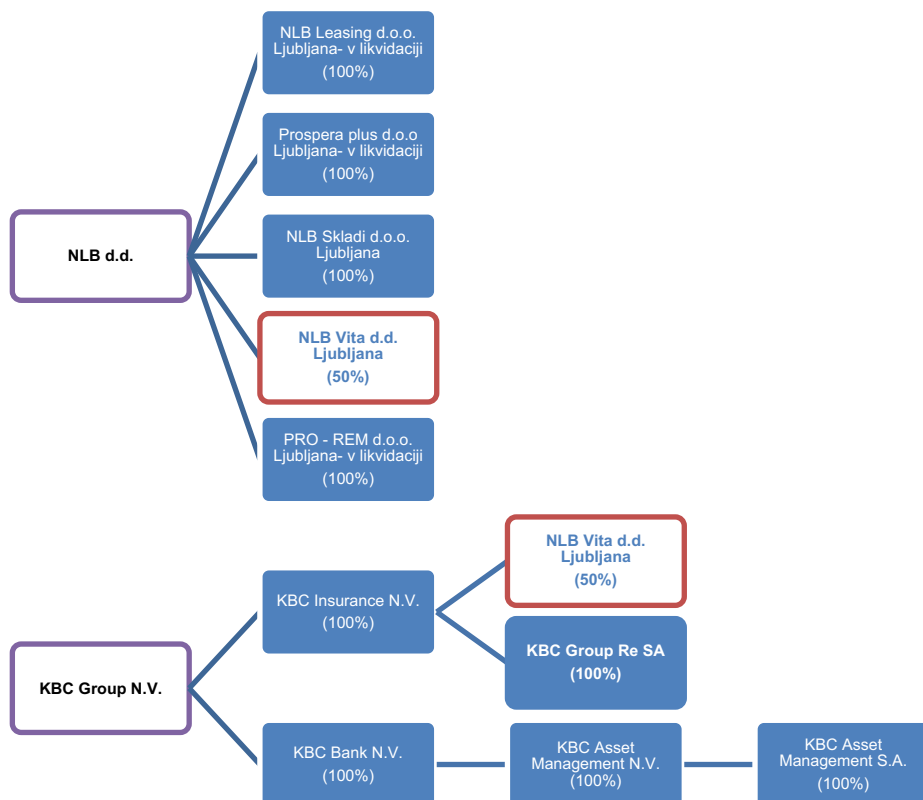 NLB d.d.
NLB Leasing d.o.o.
Ljubljana- v likvidaciji
(100%)
Prospera plus d.o.o
Ljubljana- v likvidaciji
(100%)
NLB Skladi d.o.o.
Ljubljana
(100%)
NLB Vita d.d.
Ljubljana
(50%)
PRO - REM d.o.o.
Ljubljana- v likvidaciji
(100%)
KBC Group N.V.
KBC Insurance N.V.
(100%)
NLB Vita d.d.
Ljubljana
(50%)
KBC Group Re SA
(100%)
KBC Bank N.V.
(100%)
KBC Asset
Management N.V.
(100%)
KBC Asset
Management S.A.
(100%)